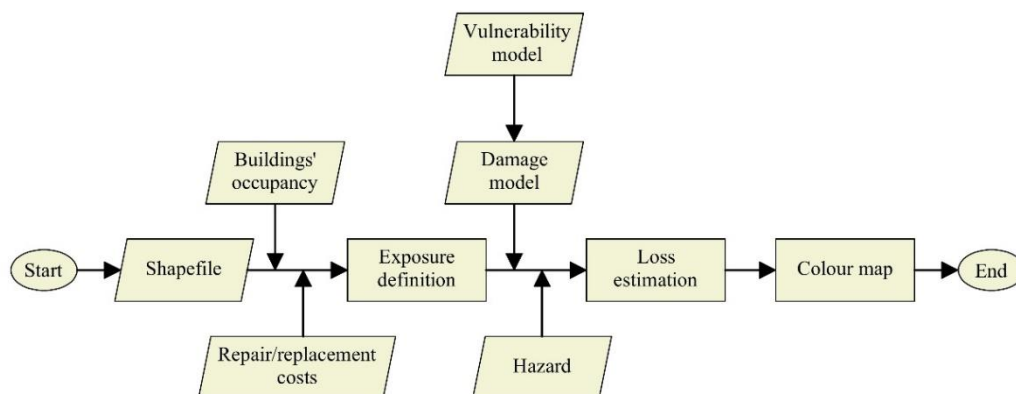 Vulnerability
model
Buildings'
occupancy
Damage
model
Start
Shapefile
Exposure
definition
Loss
estimation
Colour map
End
Repair/replacement
costs
Hazard